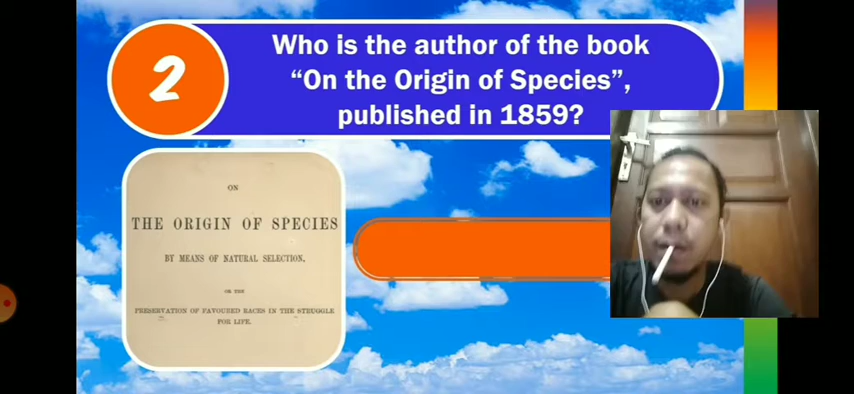 2
Who is the author of the book
“On the Origin of Species”,
published in 1859?
ON
THE ORIGIN OF SPECIES
BY MEANS OF NATURAL SELECTION,
OR THE
PRESERVATION OF FAVOURED RACES IN THE STRUGGLE
FOR LIFE.